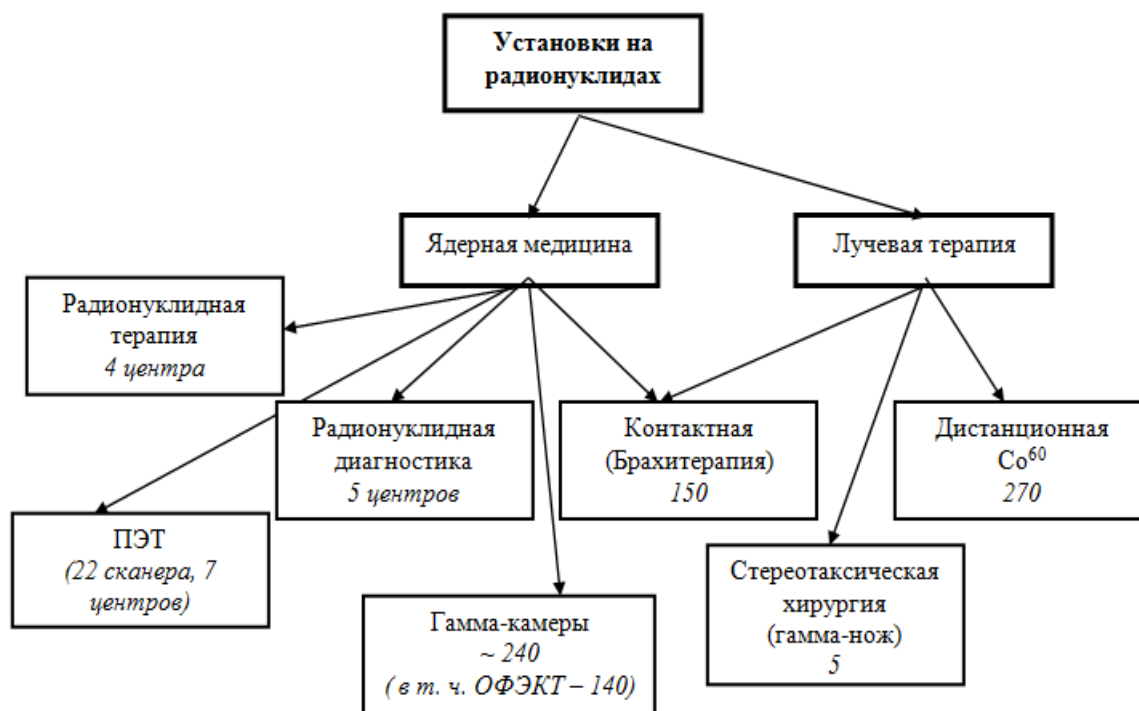 Установки на
радионуклидах
Ядерная медицина
Лучевая терапия
Радионуклидная
терапия
4 центра
Радионуклидная
диагностика
5 центров
Контактная
(Брахитерапия)
150
Дистанционная
Со⁶⁰
270
ПЭТ
(22 сканера, 7
центров)
Гамма-камеры
~ 240
( в т. ч. ОФЭКТ – 140)
Стереотаксическая
хирургия
(гамма-нож)
5